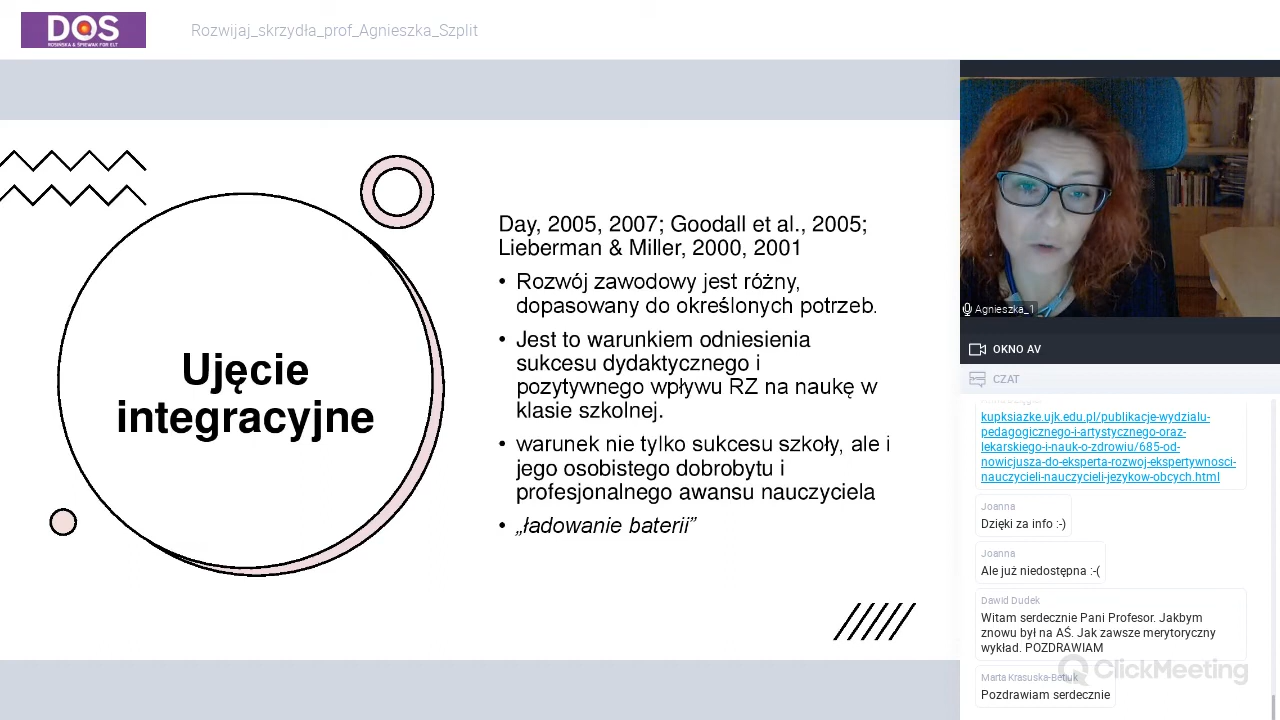 DOS
ROSIŃSKA & ŚPIEWAK FOR ELT
Rozwijaj_skrzydła_prof_Agnieszka_Szplit
Ujęcie
integracyjne
Day, 2005, 2007; Goodall et al., 2005;
Lieberman & Miller, 2000, 2001
• Rozwój zawodowy jest różny,
dopasowany do określonych potrzeb.
• Jest to warunkiem odniesienia
sukcesu dydaktycznego i
pozytywnego wpływu RZ na naukę w
klasie szkolnej.
• warunek nie tylko sukcesu szkoły, ale i
jego osobistego dobrobytu i
profesjonalnego awansu nauczyciela
• „ładowanie baterii”
Agnieszka_1
OKNO AV
CZAT
kupksiazke.ujk.edu.pl/publikacje-wydzialu-
pedagogicznego-i-artystycznego-oraz-
lekarskiego-i-nauk-o-zdrowiu/685-od-
nowicjusza-do-eksperta-rozwoj-ekspertywnosci-
nauczycieli-nauczycieli-jezykow-obcych.html
Joanna
Dzięki za info :-)
Joanna
Ale już niedostępna :-(
Dawid Dudek
Witam serdecznie Pani Profesor. Jakbym
znowu był na AŚ. Jak zawsze merytoryczny
wykład. POZDRAWIAM
Marta Krasuska-Betiuk
Pozdrawiam serdecznie
ClickMeeting